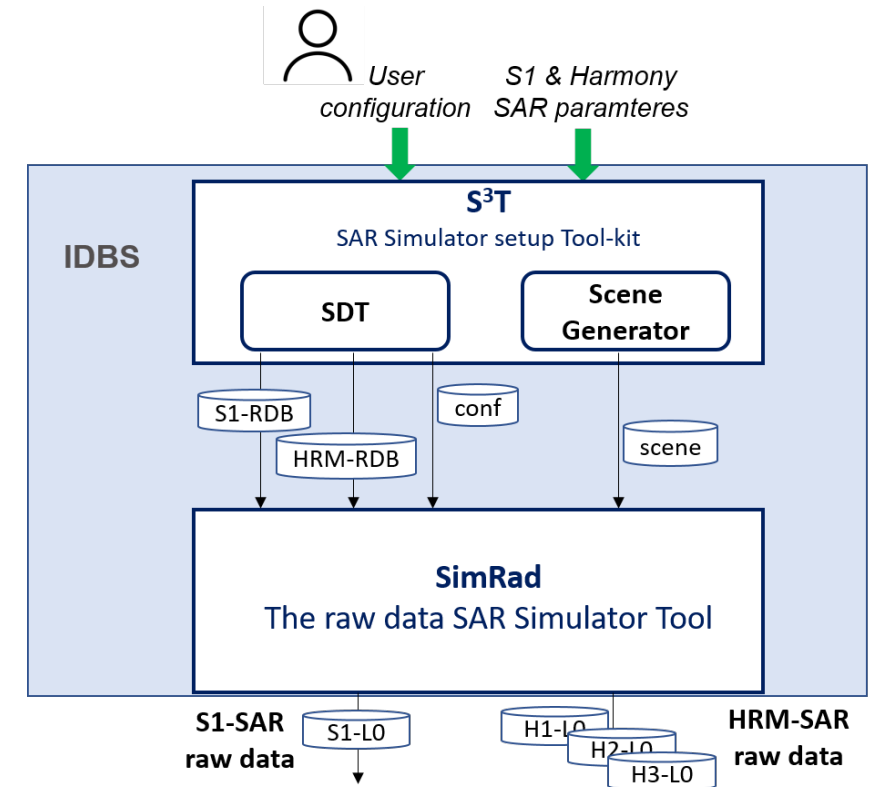 User
configuration
S1 & Harmony
SAR paramteres
IDBS
S³T
SAR Simulator setup Tool-kit
SDT
Scene
Generator
S1-RDB
HRM-RDB
conf
scene
SimRad
The raw data SAR Simulator Tool
S1-SAR
raw data
S1-L0
H1-L0
H2-L0
H3-L0
HRM-SAR
raw data